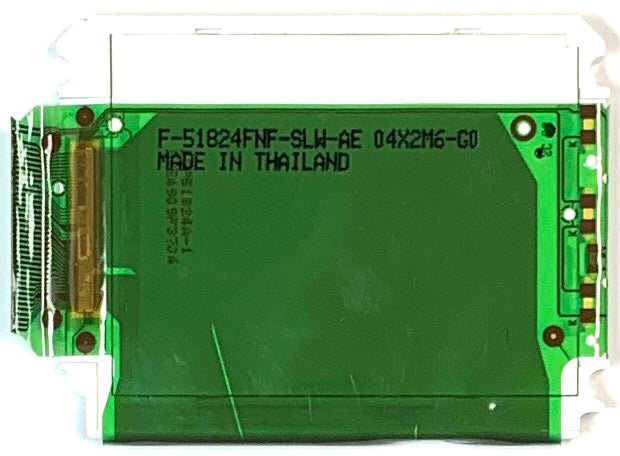 F-51824FNF-SLW-AE 04X2M6-G0
MADE IN THAILAND